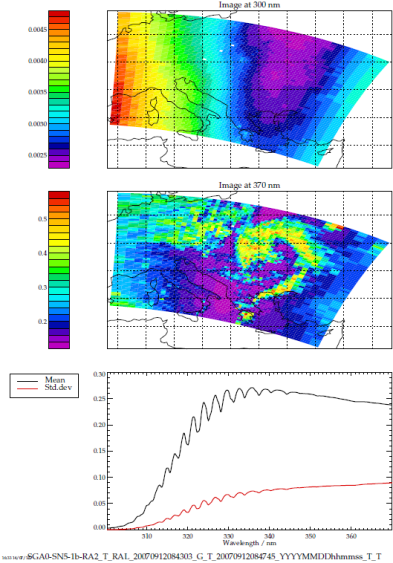 Image at 300 nm
0.0045
0.0040
0.0035
0.0030
0.0025
Image at 370 nm
0.5
0.4
0.3
0.2
Mean
Std.dev
0.30
0.25
0.20
0.15
0.10
0.05
0.00
310 320 330 340 350 360
Wavelength / nm
SGA0-SN5-1b-RA2_T_RAL_20070912084303_G_T_20070912084745_YYYYMMDDhhmmss_T_T